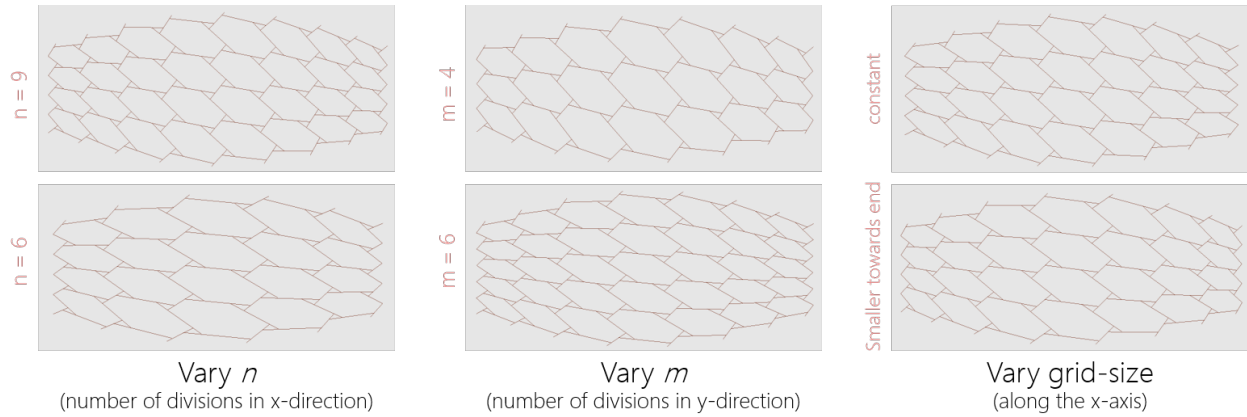 n = 9
m = 4
constant
n = 6
m = 6
Smaller towards end
Vary n
(number of divisions in x-direction)
Vary m
(number of divisions in y-direction)
Vary grid-size
(along the x-axis)